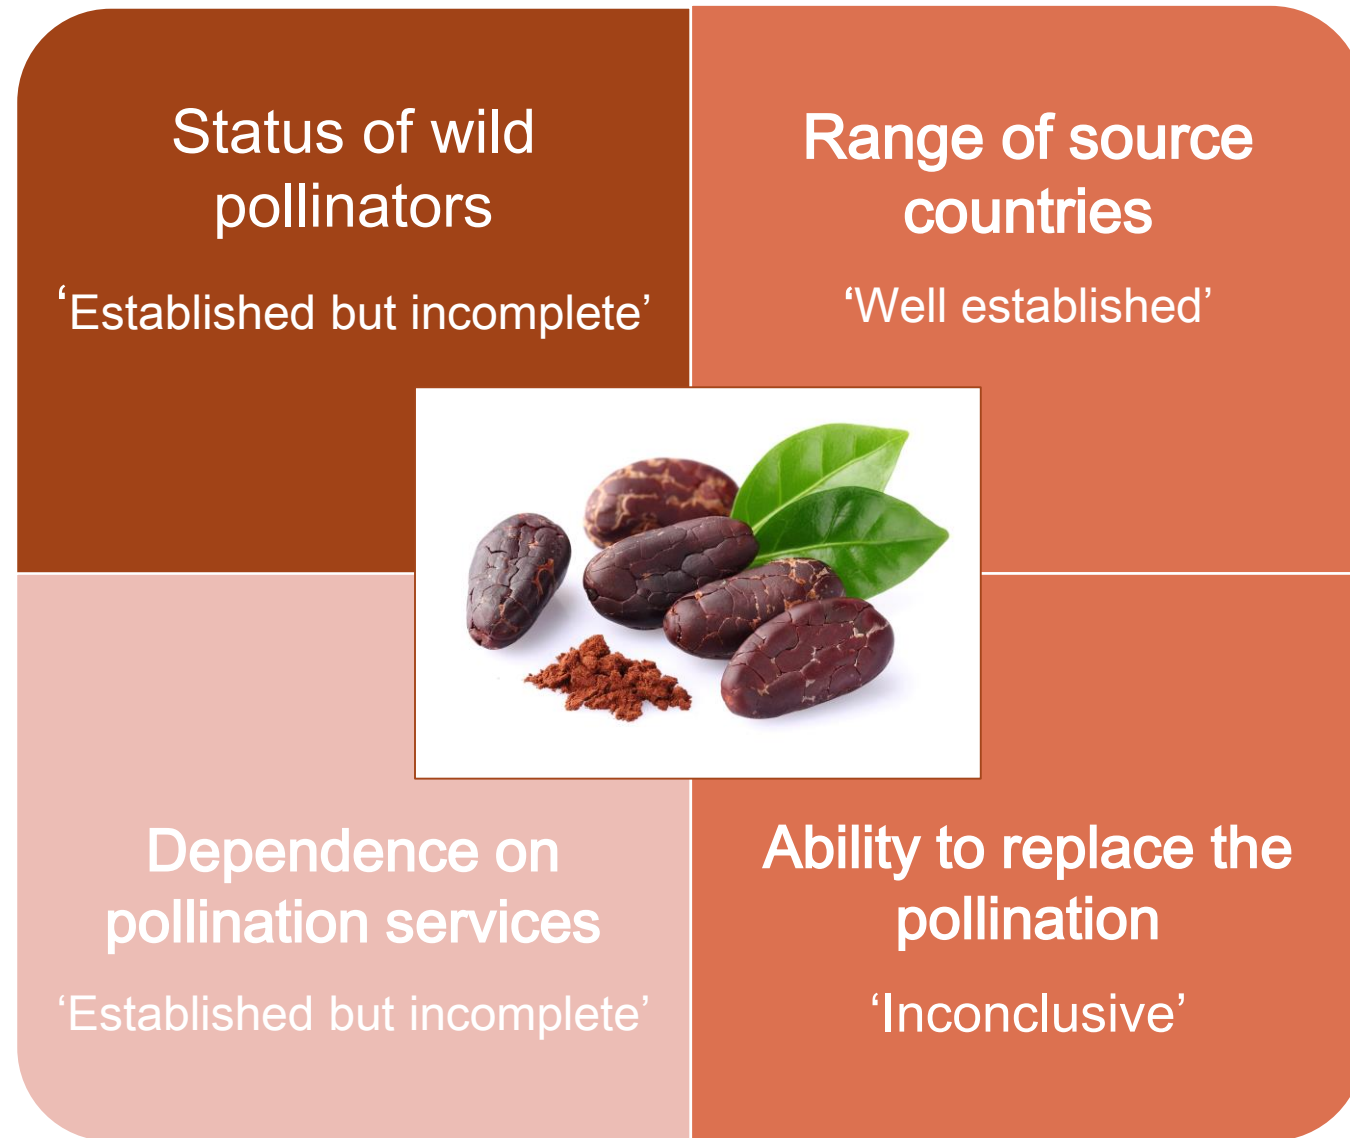 Status of wild
pollinators
‘Established but incomplete’
Range of source
countries
‘Well established’
Dependence on
pollination services
‘Established but incomplete’
Ability to replace the
pollination
‘Inconclusive’